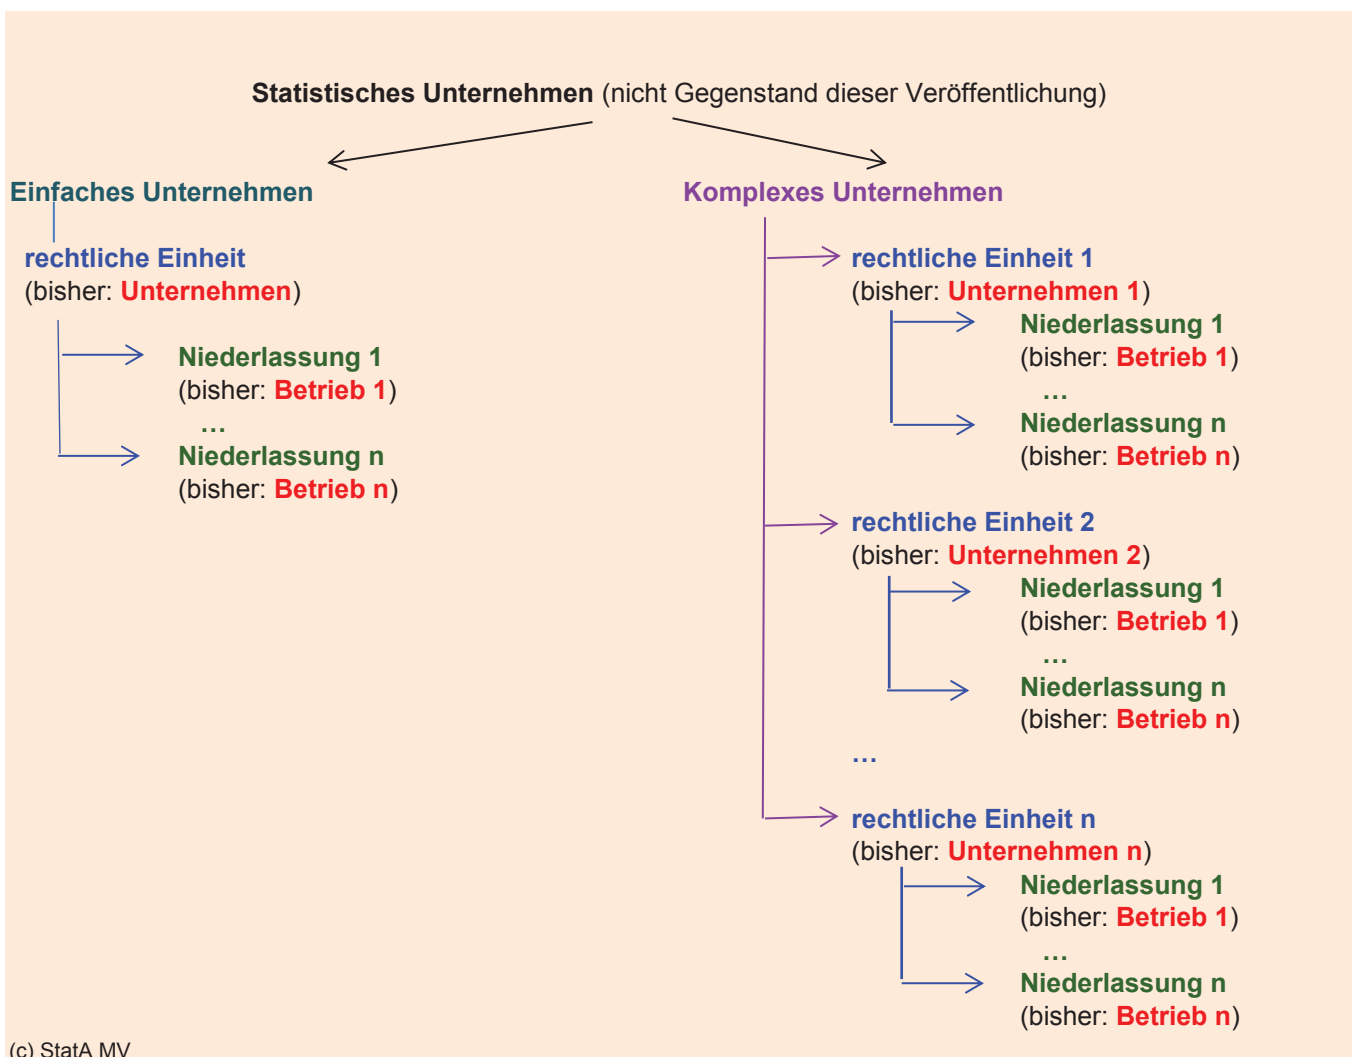 Statistisches Unternehmen (nicht Gegenstand dieser Veröffentlichung)
Einfaches Unternehmen
rechtliche Einheit
(bisher: Unternehmen)
Niederlassung 1
(bisher: Betrieb 1)
...
Niederlassung n
(bisher: Betrieb n)
Komplexes Unternehmen
rechtliche Einheit 1
(bisher: Unternehmen 1)
Niederlassung 1
(bisher: Betrieb 1)
...
Niederlassung n
(bisher: Betrieb n)
rechtliche Einheit 2
(bisher: Unternehmen 2)
Niederlassung 1
(bisher: Betrieb 1)
...
Niederlassung n
(bisher: Betrieb n)
...
rechtliche Einheit n
(bisher: Unternehmen n)
Niederlassung 1
(bisher: Betrieb 1)
...
Niederlassung n
(bisher: Betrieb n)
(c) StatA MV